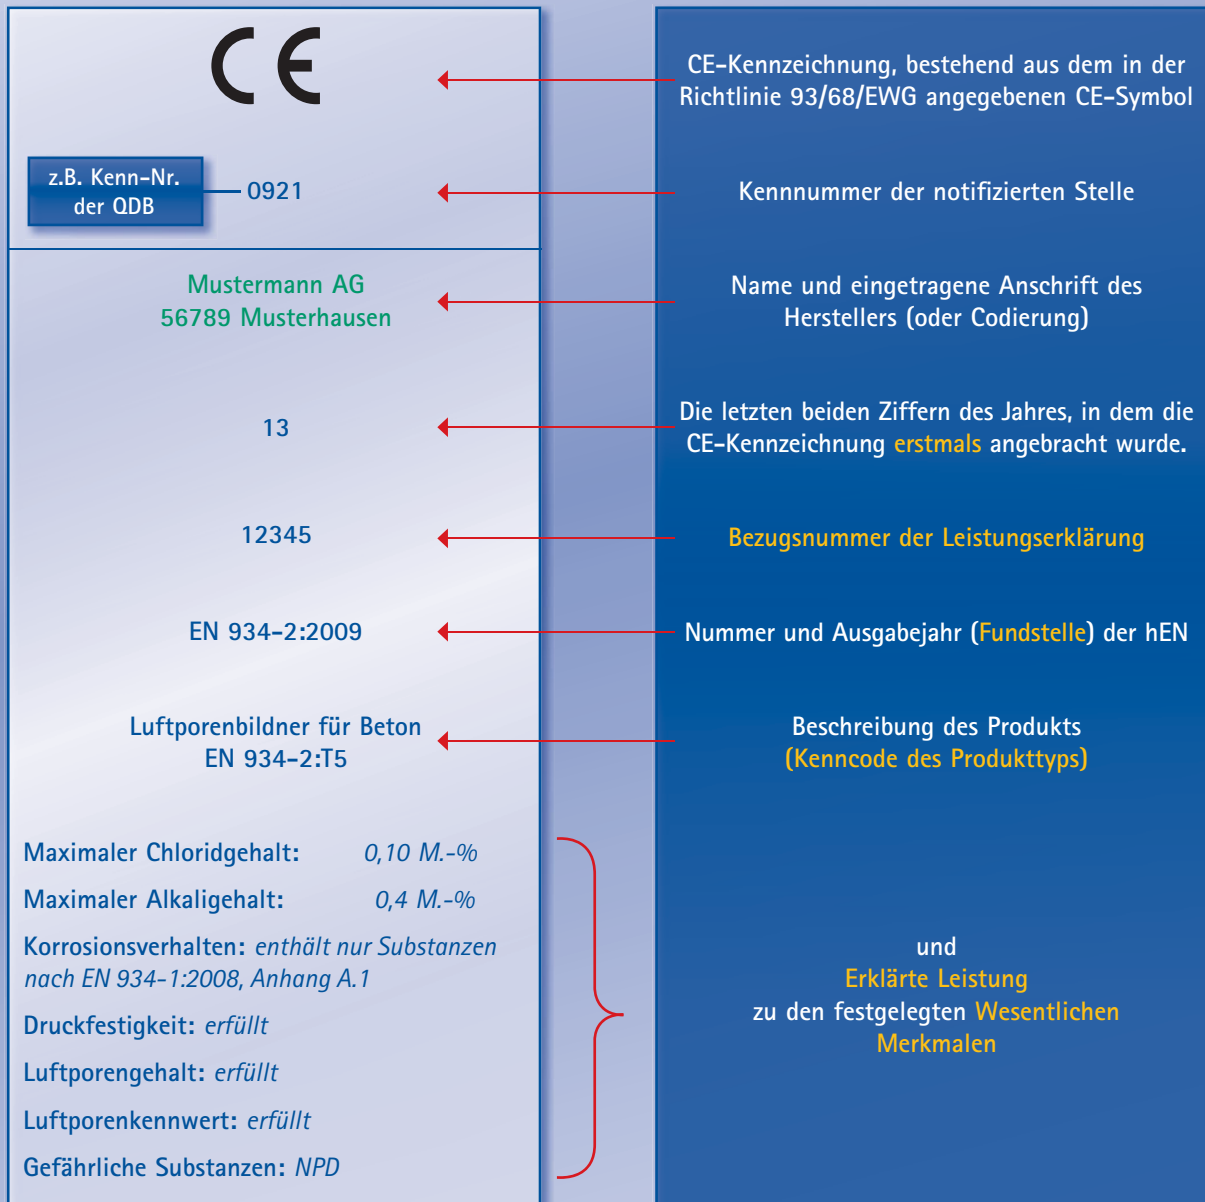 CE
CE-Kennzeichnung, bestehend aus dem in der
Richtlinie 93/68/EWG angegebenen CE-Symbol
z.B. Kenn-Nr.
der QDB
0921
Kennnummer der notifizierten Stelle
Mustermann AG
56789 Musterhausen
Name und eingetragene Anschrift des
Herstellers (oder Codierung)
13
Die letzten beiden Ziffern des Jahres, in dem die
CE-Kennzeichnung erstmals angebracht wurde.
12345
Bezugsnummer der Leistungserklärung
EN 934-2:2009
Nummer und Ausgabejahr (Fundstelle) der hEN
Luftporenbildner für Beton
EN 934-2:T5
Beschreibung des Produkts
(Kenncode des Produkttyps)
Maximaler Chloridgehalt: 0,10 M.-%
Maximaler Alkaligehalt: 0,4 M.-%
Korrosionsverhalten: enthält nur Substanzen
nach EN 934-1:2008, Anhang A.1
Druckfestigkeit: erfüllt
Luftporengehalt: erfüllt
Luftporenkennwert: erfüllt
Gefährliche Substanzen: NPD
und
Erklärte Leistung
zu den festgelegten Wesentlichen
Merkmalen